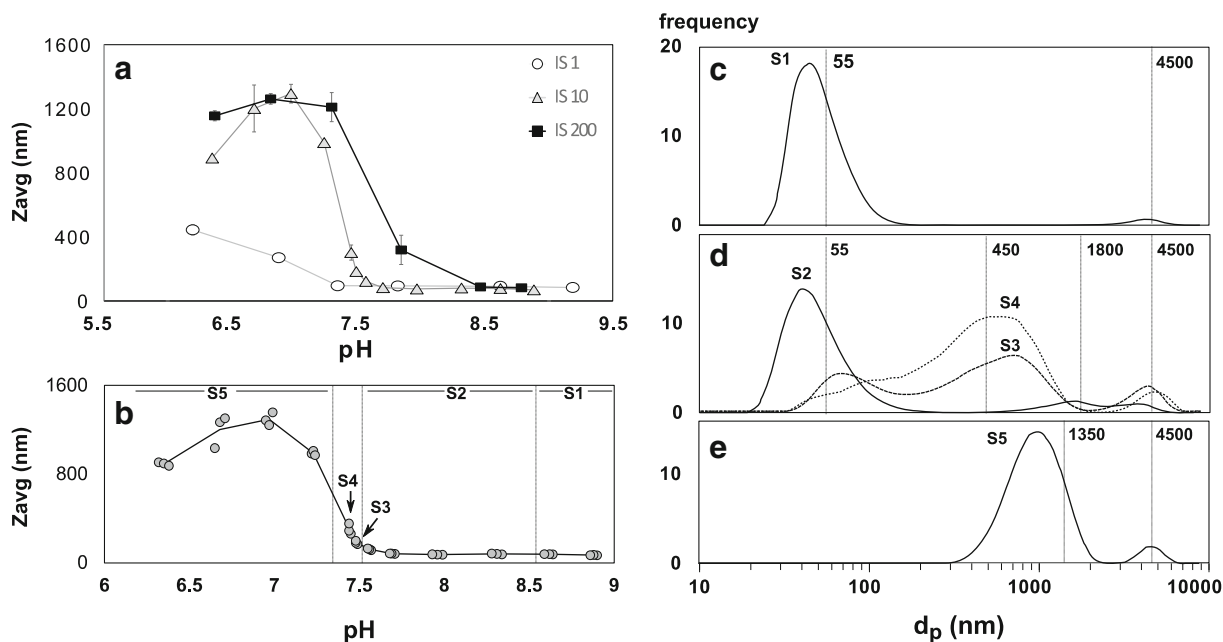 a
1600
1200
800
400
0
Zavg (nm)
5.5 6.5 7.5 8.5 9.5
pH
IS 1
IS 10
IS 200
b
1600
1200
800
400
0
Zavg (nm)
S5 S2 S1
S4
S3
6 6.5 7 7.5 8 8.5 9
pH
frequency
c
20
10
0
S1
55
4500
d
10
0
S2
S4
S3
55
450
1800
4500
e
10
0
S5
1350
4500
10 100 1000 10000
dp (nm)